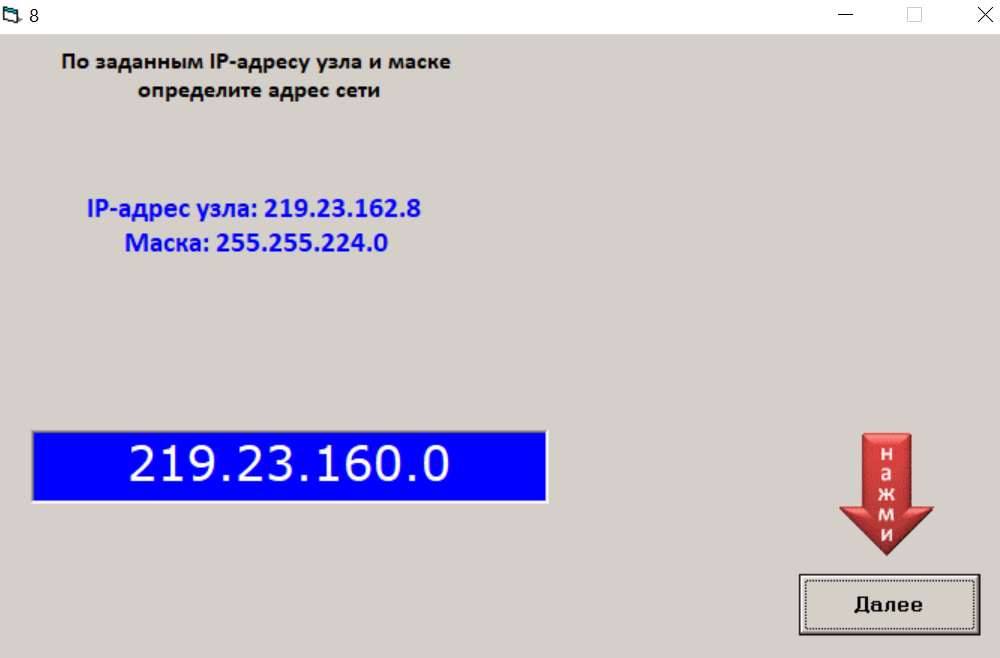 8
По заданным IP-адресу узла и маске
определите адрес сети
IP-адрес узла: 219.23.162.8
Маска: 255.255.224.0
219.23.160.0
нажми
Далее